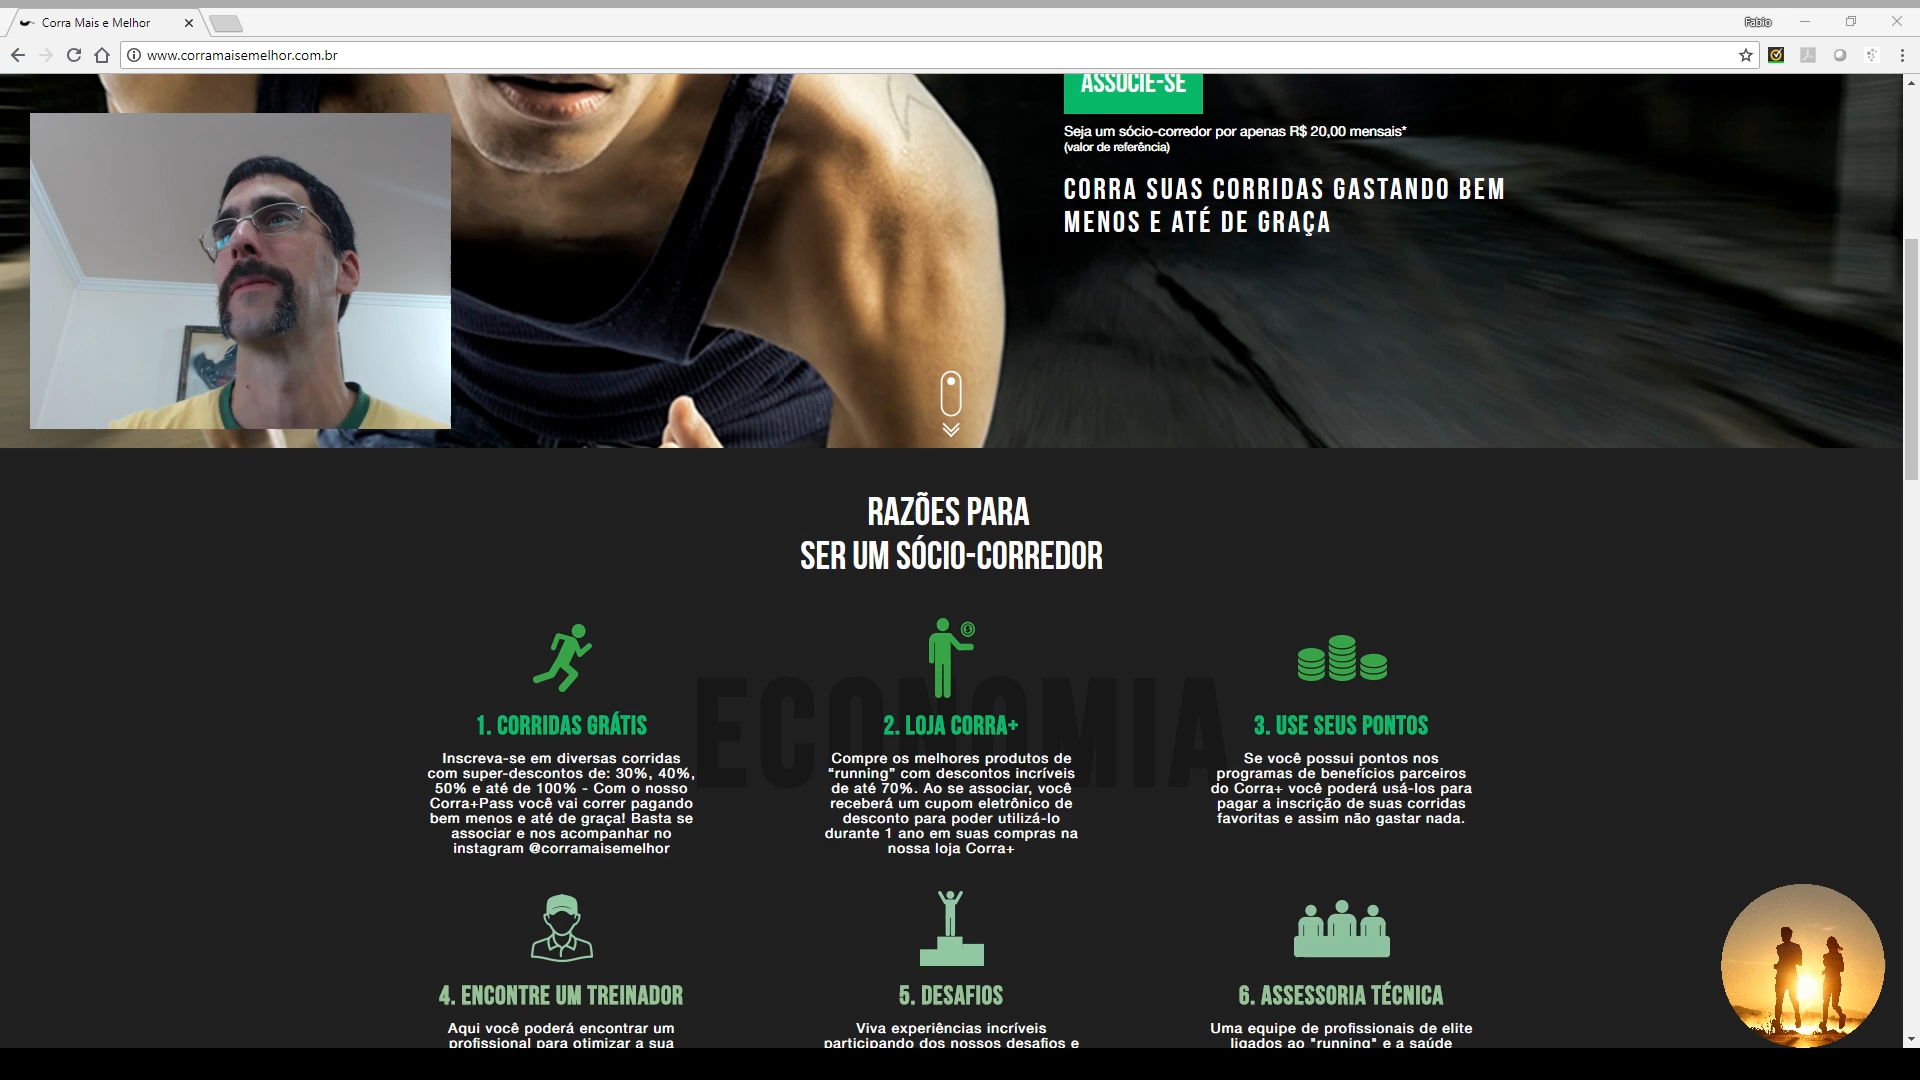 Corra Mais e Melhor
Fabio
www.corramaisemelhor.com.br
ASSOCIE-SE
Seja um sócio-corredor por apenas R$ 20,00 mensais*
(valor de referência)
CORRA SUAS CORRIDAS GASTANDO BEM
MENOS E ATÉ DE GRAÇA
RAZÕES PARA
SER UM SÓCIO-CORREDOR
ECONOMIA
1. CORRIDAS GRÁTIS
Inscreva-se em diversas corridas
com super-descontos de: 30%, 40%,
50% e até de 100% - Com o nosso
Corra+Pass você vai correr pagando
bem menos e até de graça! Basta se
associar e nos acompanhar no
instagram @corramaisemelhor
2. LOJA CORRA+
Compre os melhores produtos de
“running” com descontos incríveis
de até 70%. Ao se associar, você
receberá um cupom eletrônico de
desconto para poder utilizá-lo
durante 1 ano em suas compras na
nossa loja Corra+
3. USE SEUS PONTOS
Se você possui pontos nos
programas de benefícios parceiros
do Corra+ você poderá usá-los para
pagar a inscrição de suas corridas
favoritas e assim não gastar nada.
4. ENCONTRE UM TREINADOR
Aqui você poderá encontrar um
profissional para otimizar a sua
5. DESAFIOS
Viva experiências incríveis
participando dos nossos desafios e
6. ASSESSORIA TÉCNICA
Uma equipe de profissionais de elite
ligados ao "running" e a saúde